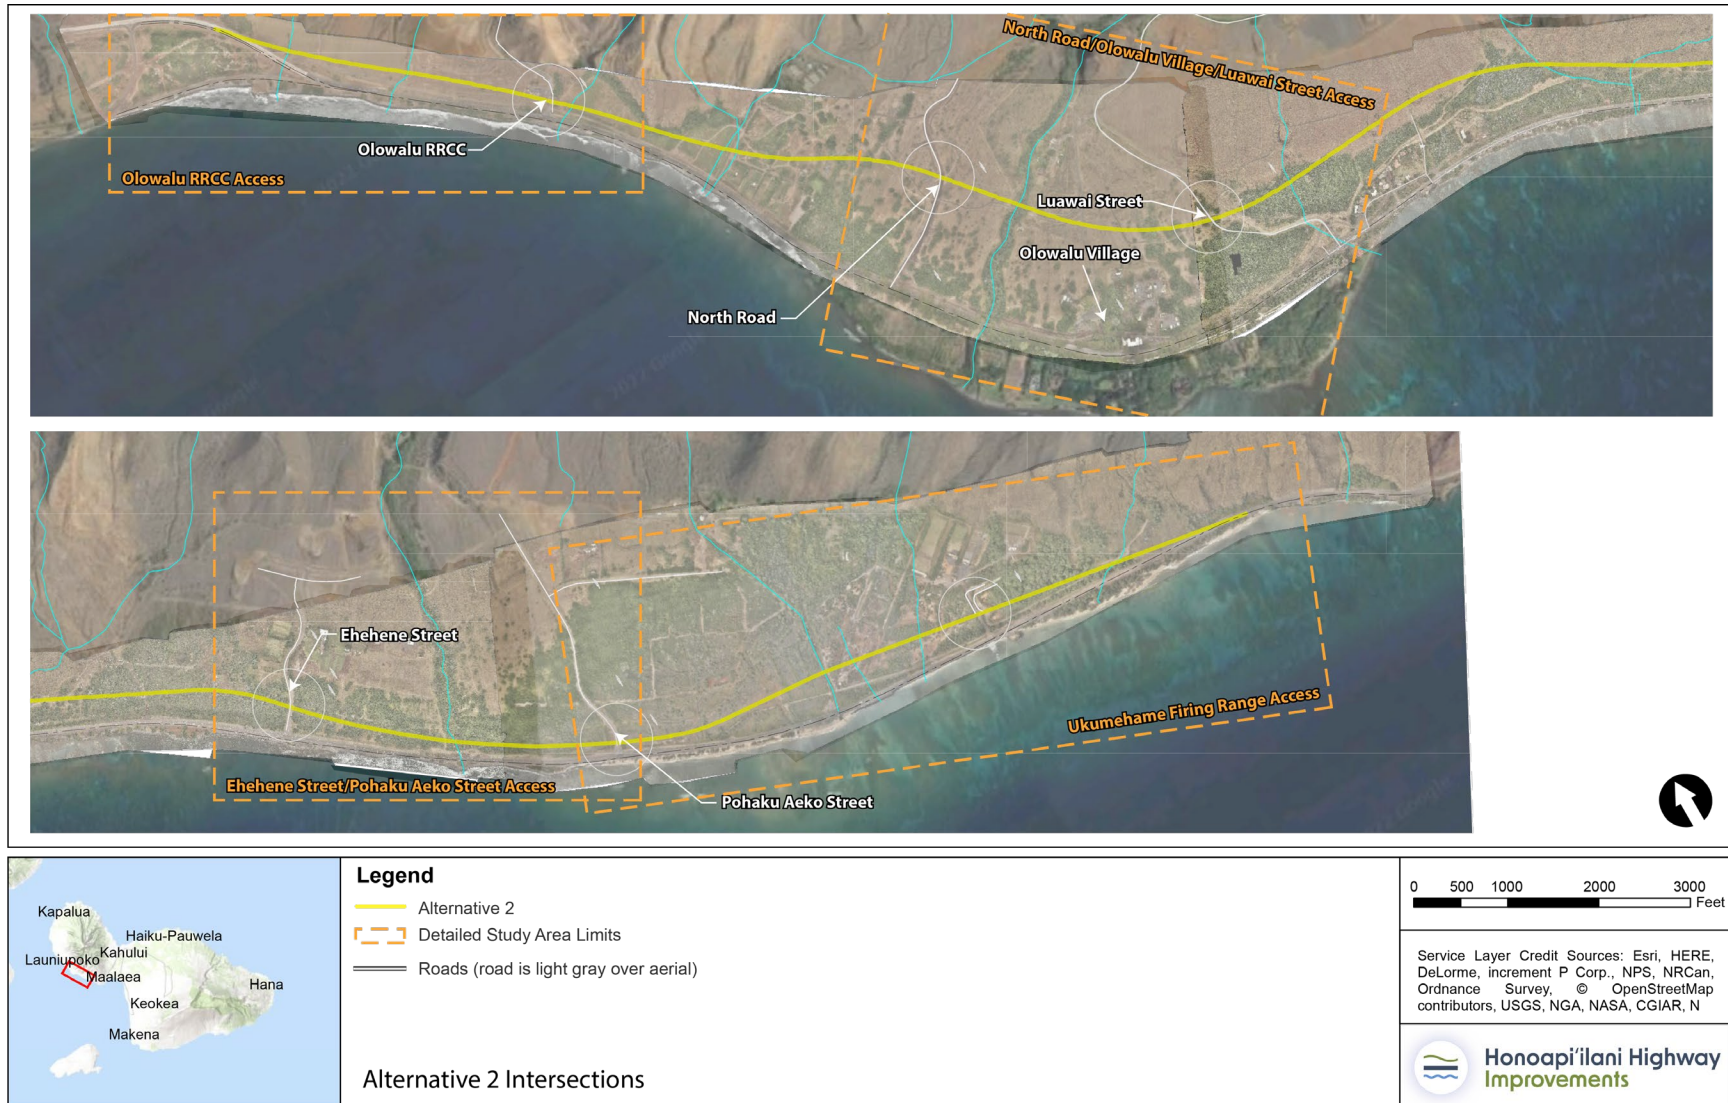 North Road/Olowalu Village/Luawai Street Access
Olowalu RRCC
Olowalu RRCC Access
Luawai Street
Olowalu Village
North Road
Ehehene Street
Ukumehame Firing Range Access
Ehehene Street/Pohaku Aeko Street Access
Pohaku Aeko Street
Kapalua
Haiku-Pauwela
Kahului
Launiupoko
Maalaea
Hana
Keokea
Makena
Legend
Alternative 2
Detailed Study Area Limits
Roads (road is light gray over aerial)
Alternative 2 Intersections
0 500 1000 2000 3000
Feet
Service Layer Credit Sources: Esri, HERE,
DeLorme, increment P Corp., NPS, NRCan,
Ordnance Survey, © OpenStreetMap
contributors, USGS, NGA, NASA, CGIAR, N
Honoapiʻilani Highway
Improvements